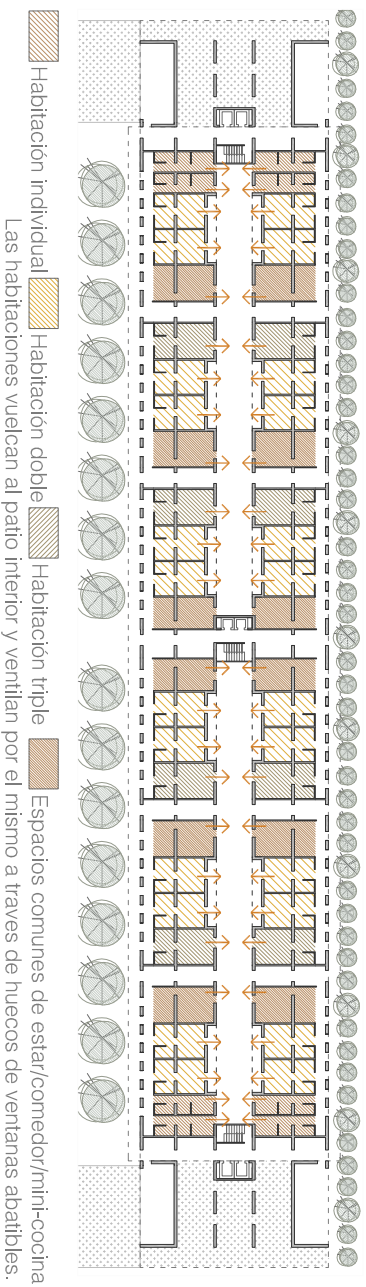 Habitación individual Habitación doble Habitación triple Espacios comunes de estar/comedor/mini-cocina
Las habitaciones vuelcan al patio interior y ventilan por el mismo a traves de huecos de ventanas abatibles.